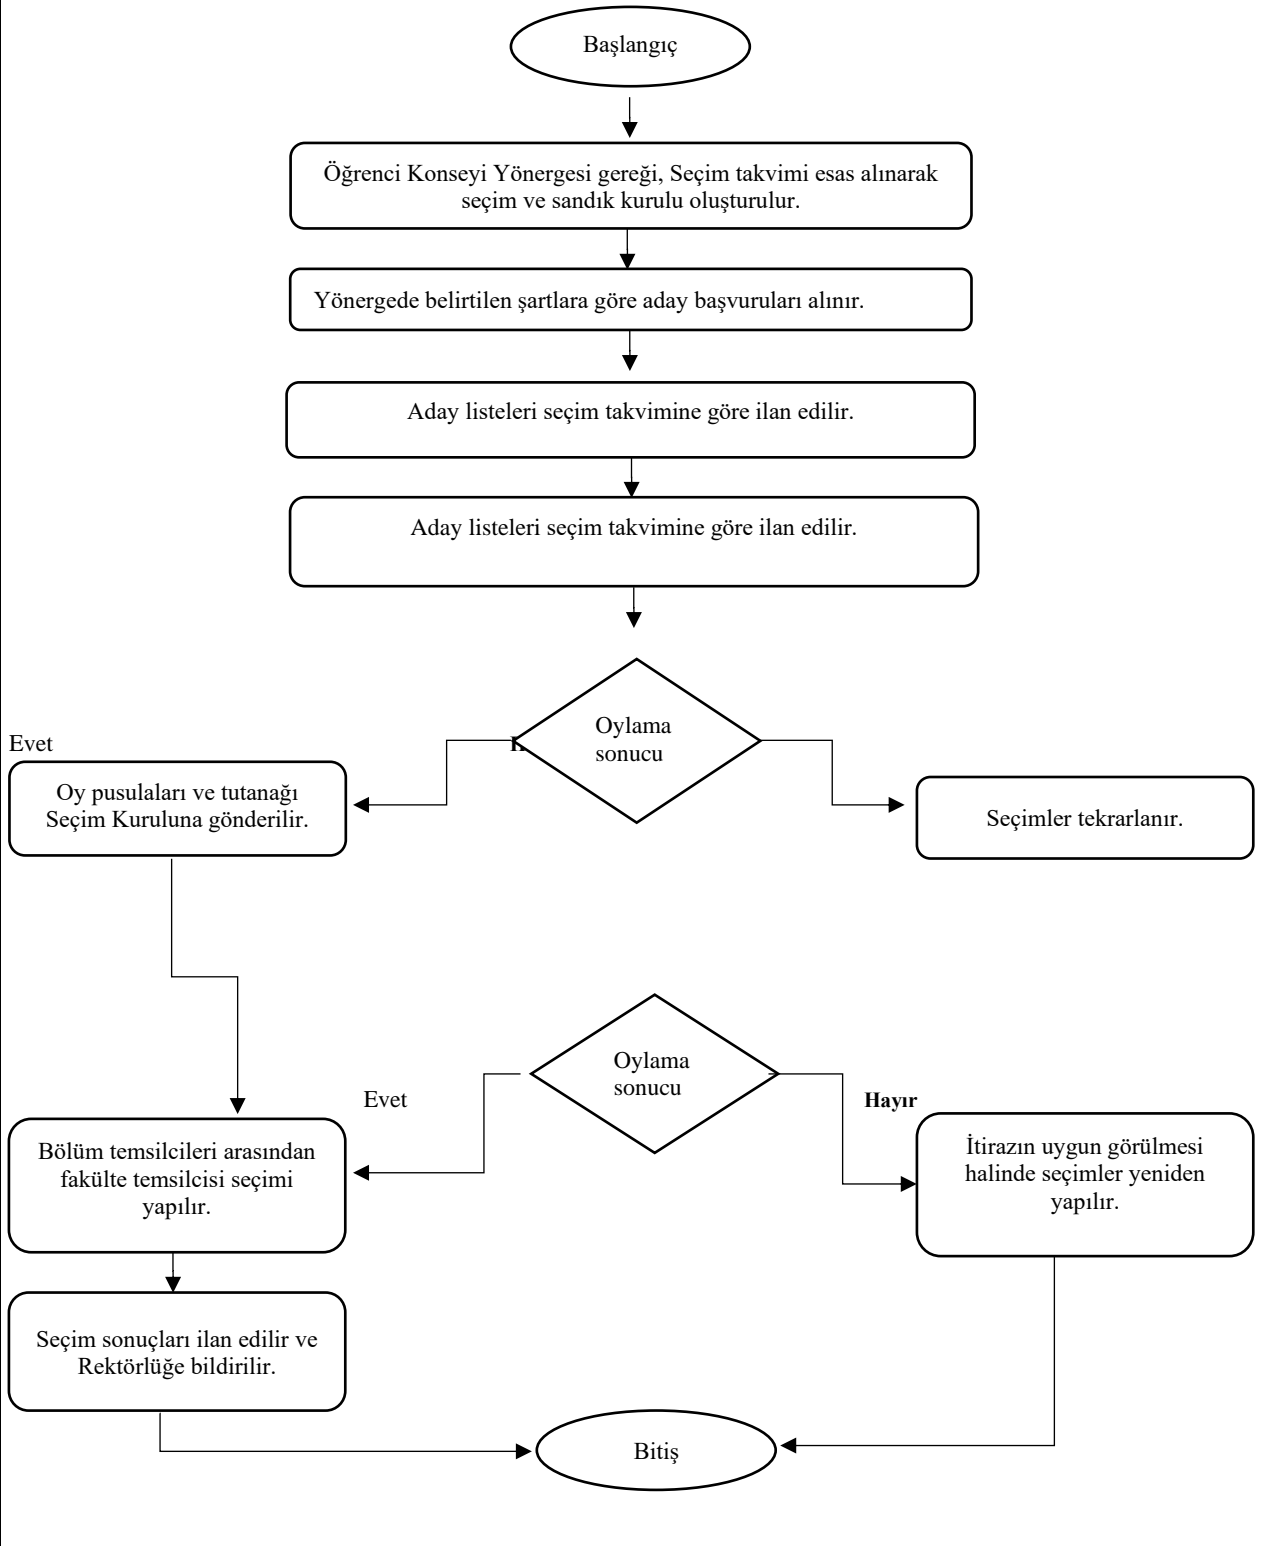 Başlangıç
Öğrenci Konseyi Yönergesi gereği, Seçim takvimi esas alınarak
seçim ve sandık kurulu oluşturulur.
Yönergede belirtilen şartlara göre aday başvuruları alınır.
Aday listeleri seçim takvimine göre ilan edilir.
Aday listeleri seçim takvimine göre ilan edilir.
Oylama
sonucu
Evet
Oy pusulaları ve tutanağı
Seçim Kuruluna gönderilir.
Seçimler tekrarlanır.
Oylama
sonucu
Evet
Hayır
Bölüm temsilcileri arasından
fakülte temsilcisi seçimi
yapılır.
İtirazın uygun görülmesi
halinde seçimler yeniden
yapılır.
Seçim sonuçları ilan edilir ve
Rektörlüğe bildirilir.
Bitiş